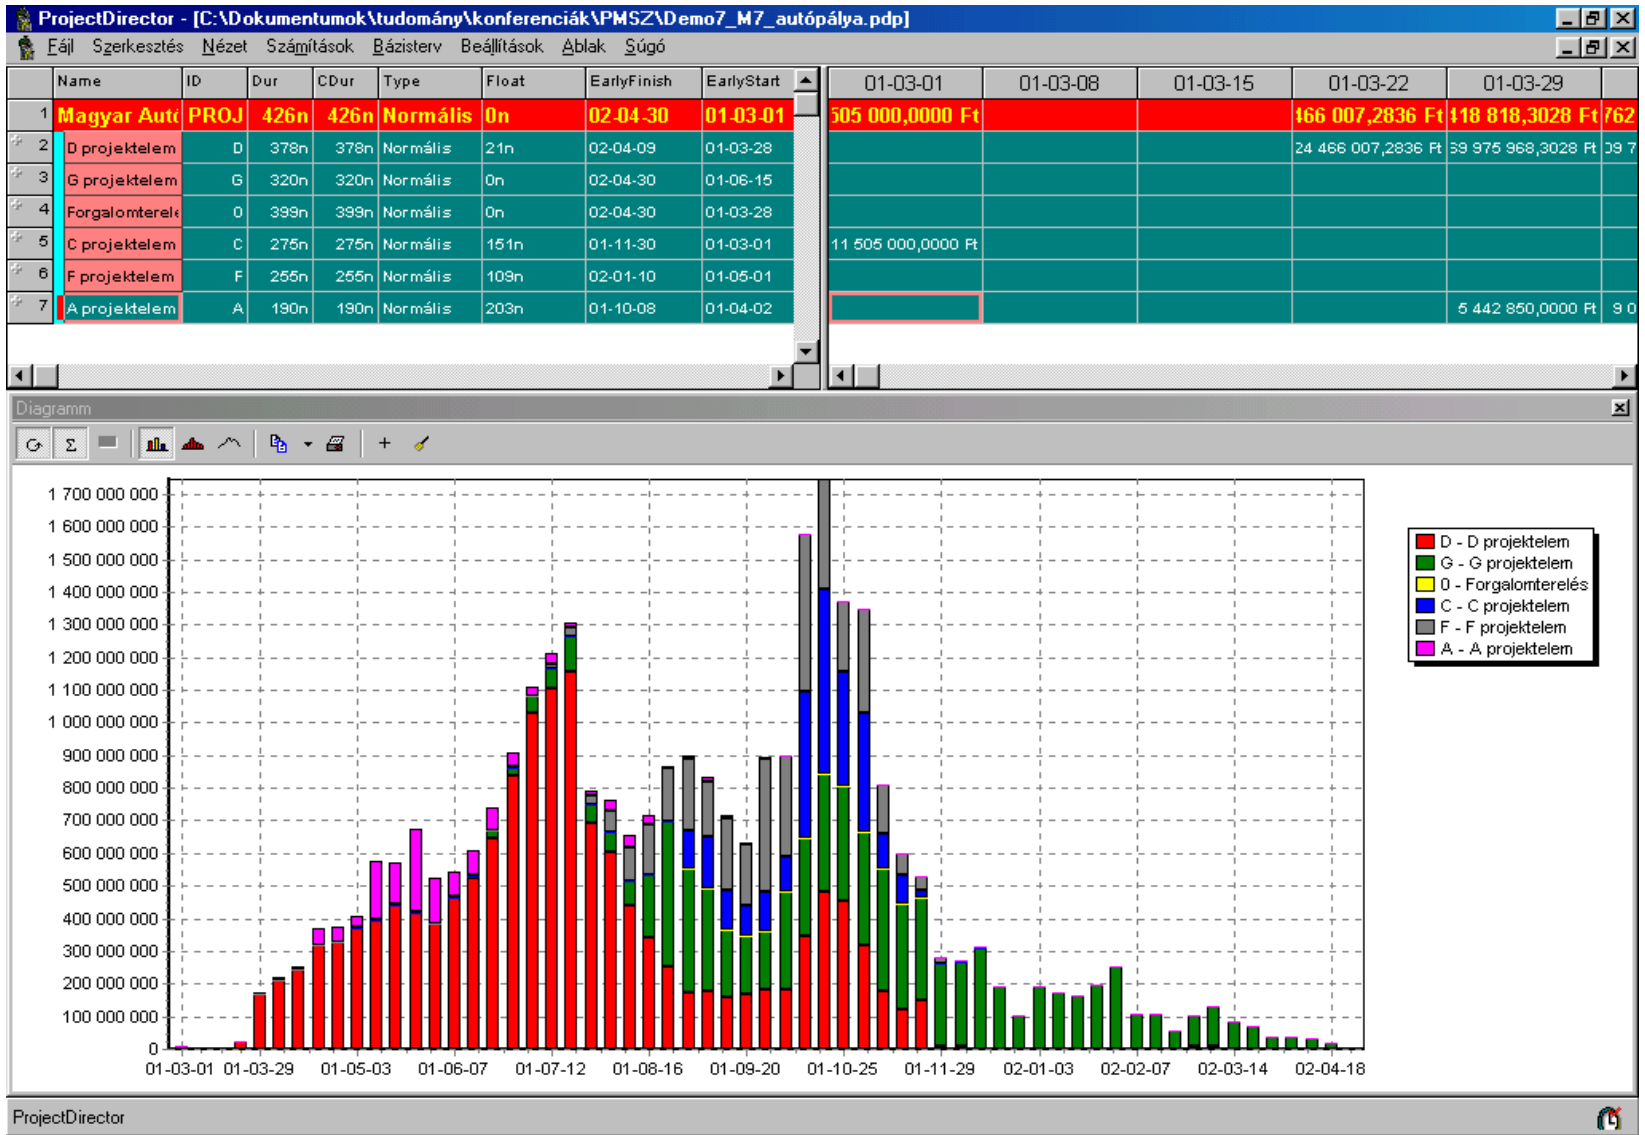 ProjectDirector - [C:\Dokumentumok\tudomány\konferenciák\PMSZ\Demo7_M7_autópálya.pdp]
Fájl Szerkesztés Nézet Számítások Bázisterv Beállítások Ablak Súgó
Name ID Dur CDur Type Float EarlyFinish EarlyStart 01-03-01 01-03-08 01-03-15 01-03-22 01-03-29
1 Magyar Autó PROJ 426n 426n Normális 0n 02-04-30 01-03-01 505 000,0000 Ft 466 007,2836 Ft 418 818,3028 Ft 762
2 D projektelem D 378n 378n Normális 21n 02-04-09 01-03-28 24 466 007,2836 Ft 59 975 968,3028 Ft 09 7
3 G projektelem G 320n 320n Normális 0n 02-04-30 01-06-15
4 Forgalomterelé 0 399n 399n Normális 0n 02-04-30 01-03-28
5 C projektelem C 275n 275n Normális 151n 01-11-30 01-03-01 11 505 000,0000 Ft
6 F projektelem F 255n 255n Normális 109n 02-01-10 01-05-01
7 A projektelem A 190n 190n Normális 203n 01-10-08 01-04-02 5 442 850,0000 Ft 9 0
Diagramm
1 700 000 000
1 600 000 000
1 500 000 000
1 400 000 000
1 300 000 000
1 200 000 000
1 100 000 000
1 000 000 000
900 000 000
800 000 000
700 000 000
600 000 000
500 000 000
400 000 000
300 000 000
200 000 000
100 000 000
0
01-03-01 01-03-29 01-05-03 01-06-07 01-07-12 01-08-16 01-09-20 01-10-25 01-11-29 02-01-03 02-02-07 02-03-14 02-04-18
D - D projektelem
G - G projektelem
0 - Forgalomterelés
C - C projektelem
F - F projektelem
A - A projektelem
ProjectDirector